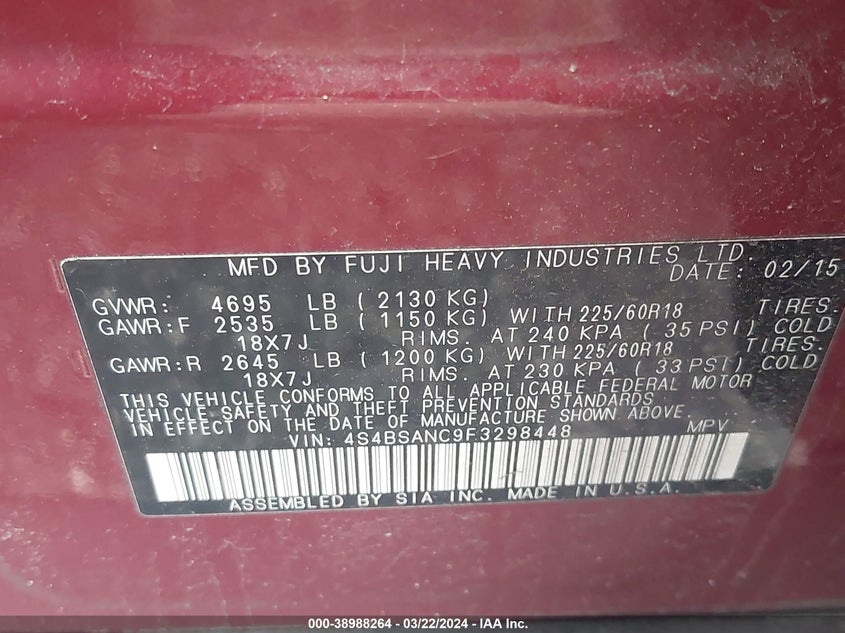 MFD BY FUJI HEAVY INDUSTRIES LTD.
DATE: 02/15
GVWR: 4695 LB ( 2130 KG)
GAWR:F 2535 LB ( 1150 KG) WITH 225/60R18 TIRES.
18X7J RIMS. AT 240 KPA ( 35 PSI) COLD
GAWR:R 2645 LB ( 1200 KG) WITH 225/60R18 TIRES.
18X7J RIMS. AT 230 KPA ( 33 PSI) COLD
THIS VEHICLE CONFORMS TO ALL APPLICABLE FEDERAL MOTOR
VEHICLE SAFETY AND THEFT PREVENTION STANDARDS
IN EFFECT ON THE DATE OF MANUFACTURE SHOWN ABOVE.
VIN: 4S4BSANC9F3298448 MPV
ASSEMBLED BY SIA INC. MADE IN U.S.A.
000-38988264 - 03/22/2024 - IAA Inc.